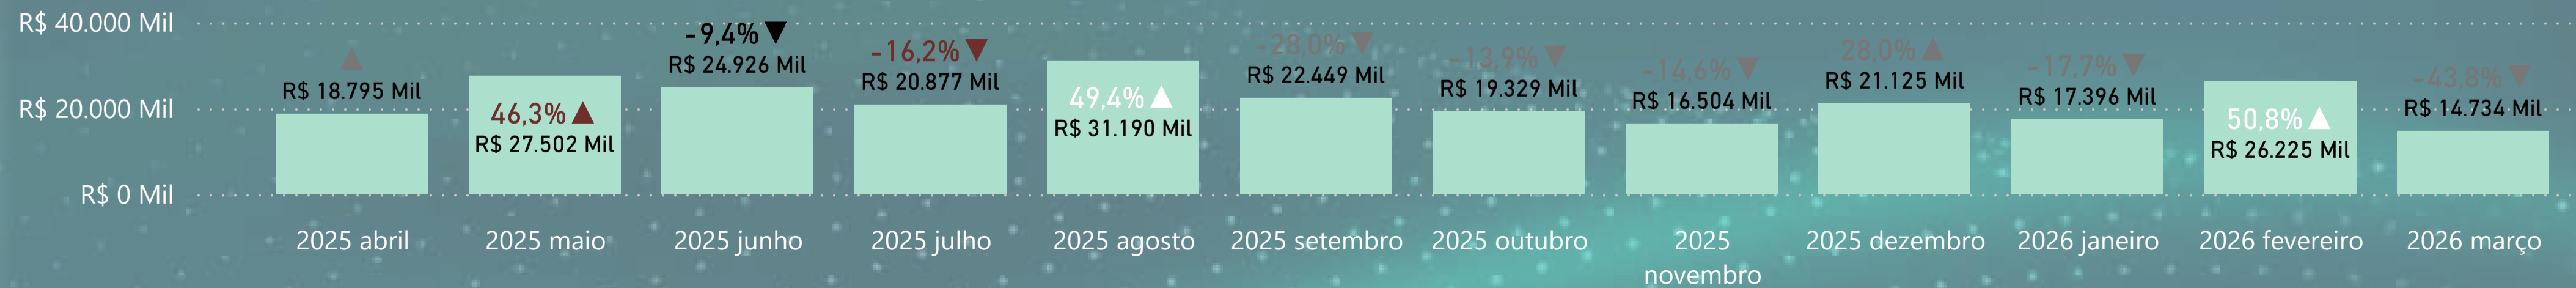 R$ 40.000 Mil
R$ 20.000 Mil
R$ 0 Mil
▲
R$ 18.795 Mil
46,3% ▲
R$ 27.502 Mil
-9,4% ▼
R$ 24.926 Mil
-16,2% ▼
R$ 20.877 Mil
49,4% ▲
R$ 31.190 Mil
-28,0% ▼
R$ 22.449 Mil
-13,9% ▼
R$ 19.329 Mil
-14,6% ▼
R$ 16.504 Mil
28,0% ▲
R$ 21.125 Mil
-17,7% ▼
R$ 17.396 Mil
50,8% ▲
R$ 26.225 Mil
-43,8% ▼
R$ 14.734 Mil
2025 abril
2025 maio
2025 junho
2025 julho
2025 agosto
2025 setembro
2025 outubro
2025
novembro
2025 dezembro
2026 janeiro
2026 fevereiro
2026 março